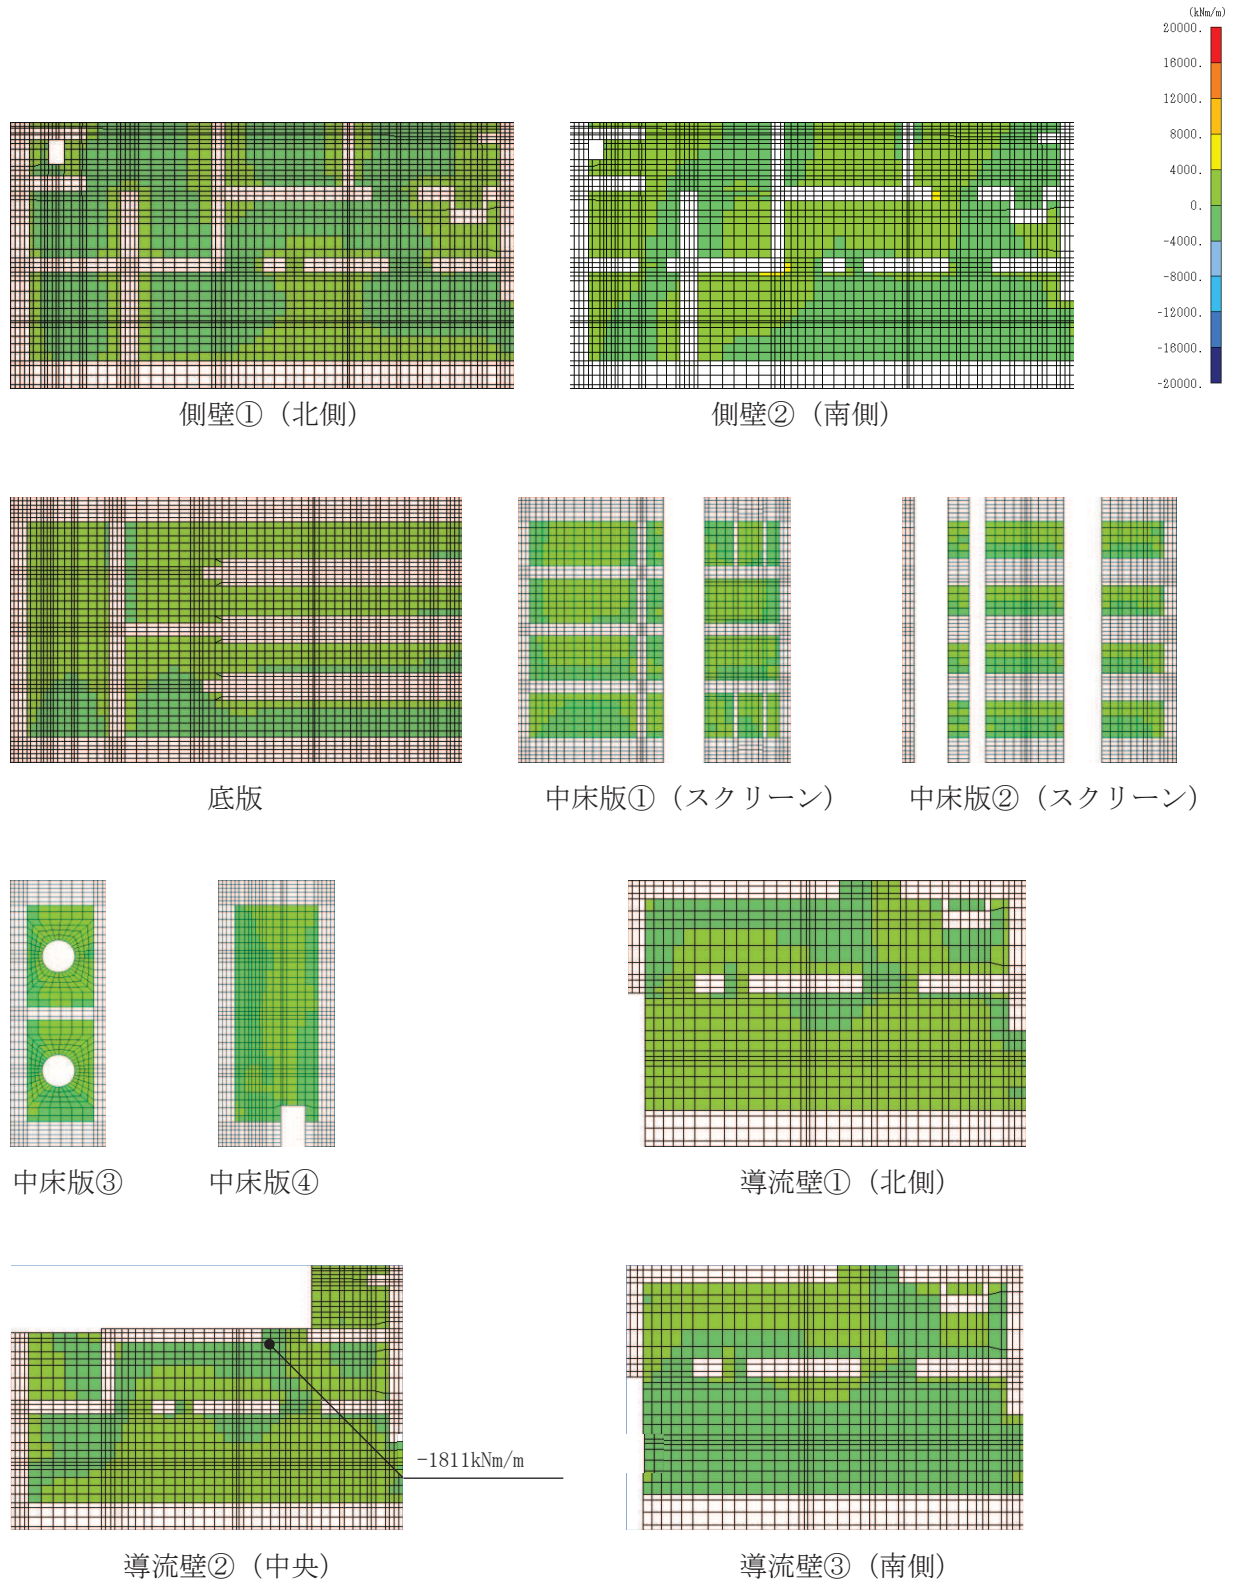 (kNm/m)
20000.
16000.
12000.
8000.
4000.
0.
-4000.
-8000.
-12000.
-16000.
-20000.
側壁①（北側）
側壁②（南側）
底版
中床版①（スクリーン）
中床版②（スクリーン）
中床版③
中床版④
導流壁①（北側）
-1811kNm/m
導流壁②（中央）
導流壁③（南側）